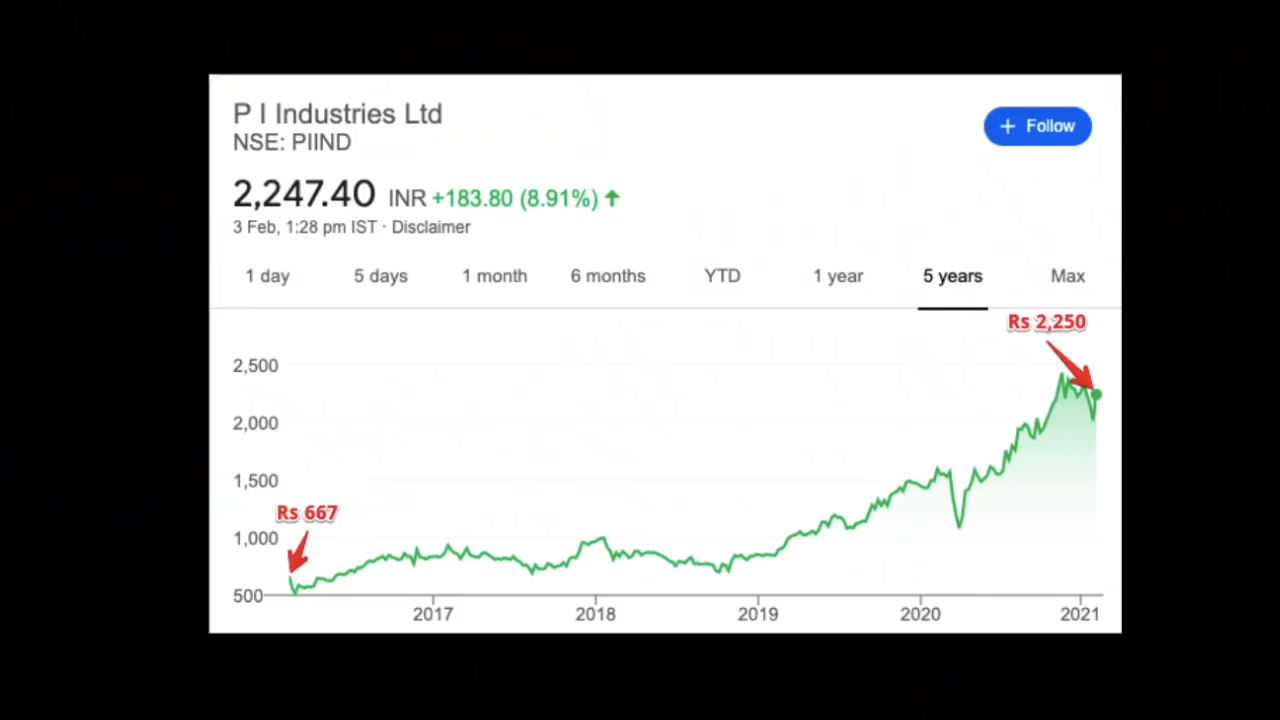 P I Industries Ltd
NSE: PIIND
+ Follow
2,247.40 INR +183.80 (8.91%) ↑
3 Feb, 1:28 pm IST · Disclaimer
1 day 5 days 1 month 6 months YTD 1 year 5 years Max
Rs 2,250
2,500
2,000
1,500
Rs 667
1,000
500
2017 2018 2019 2020 2021